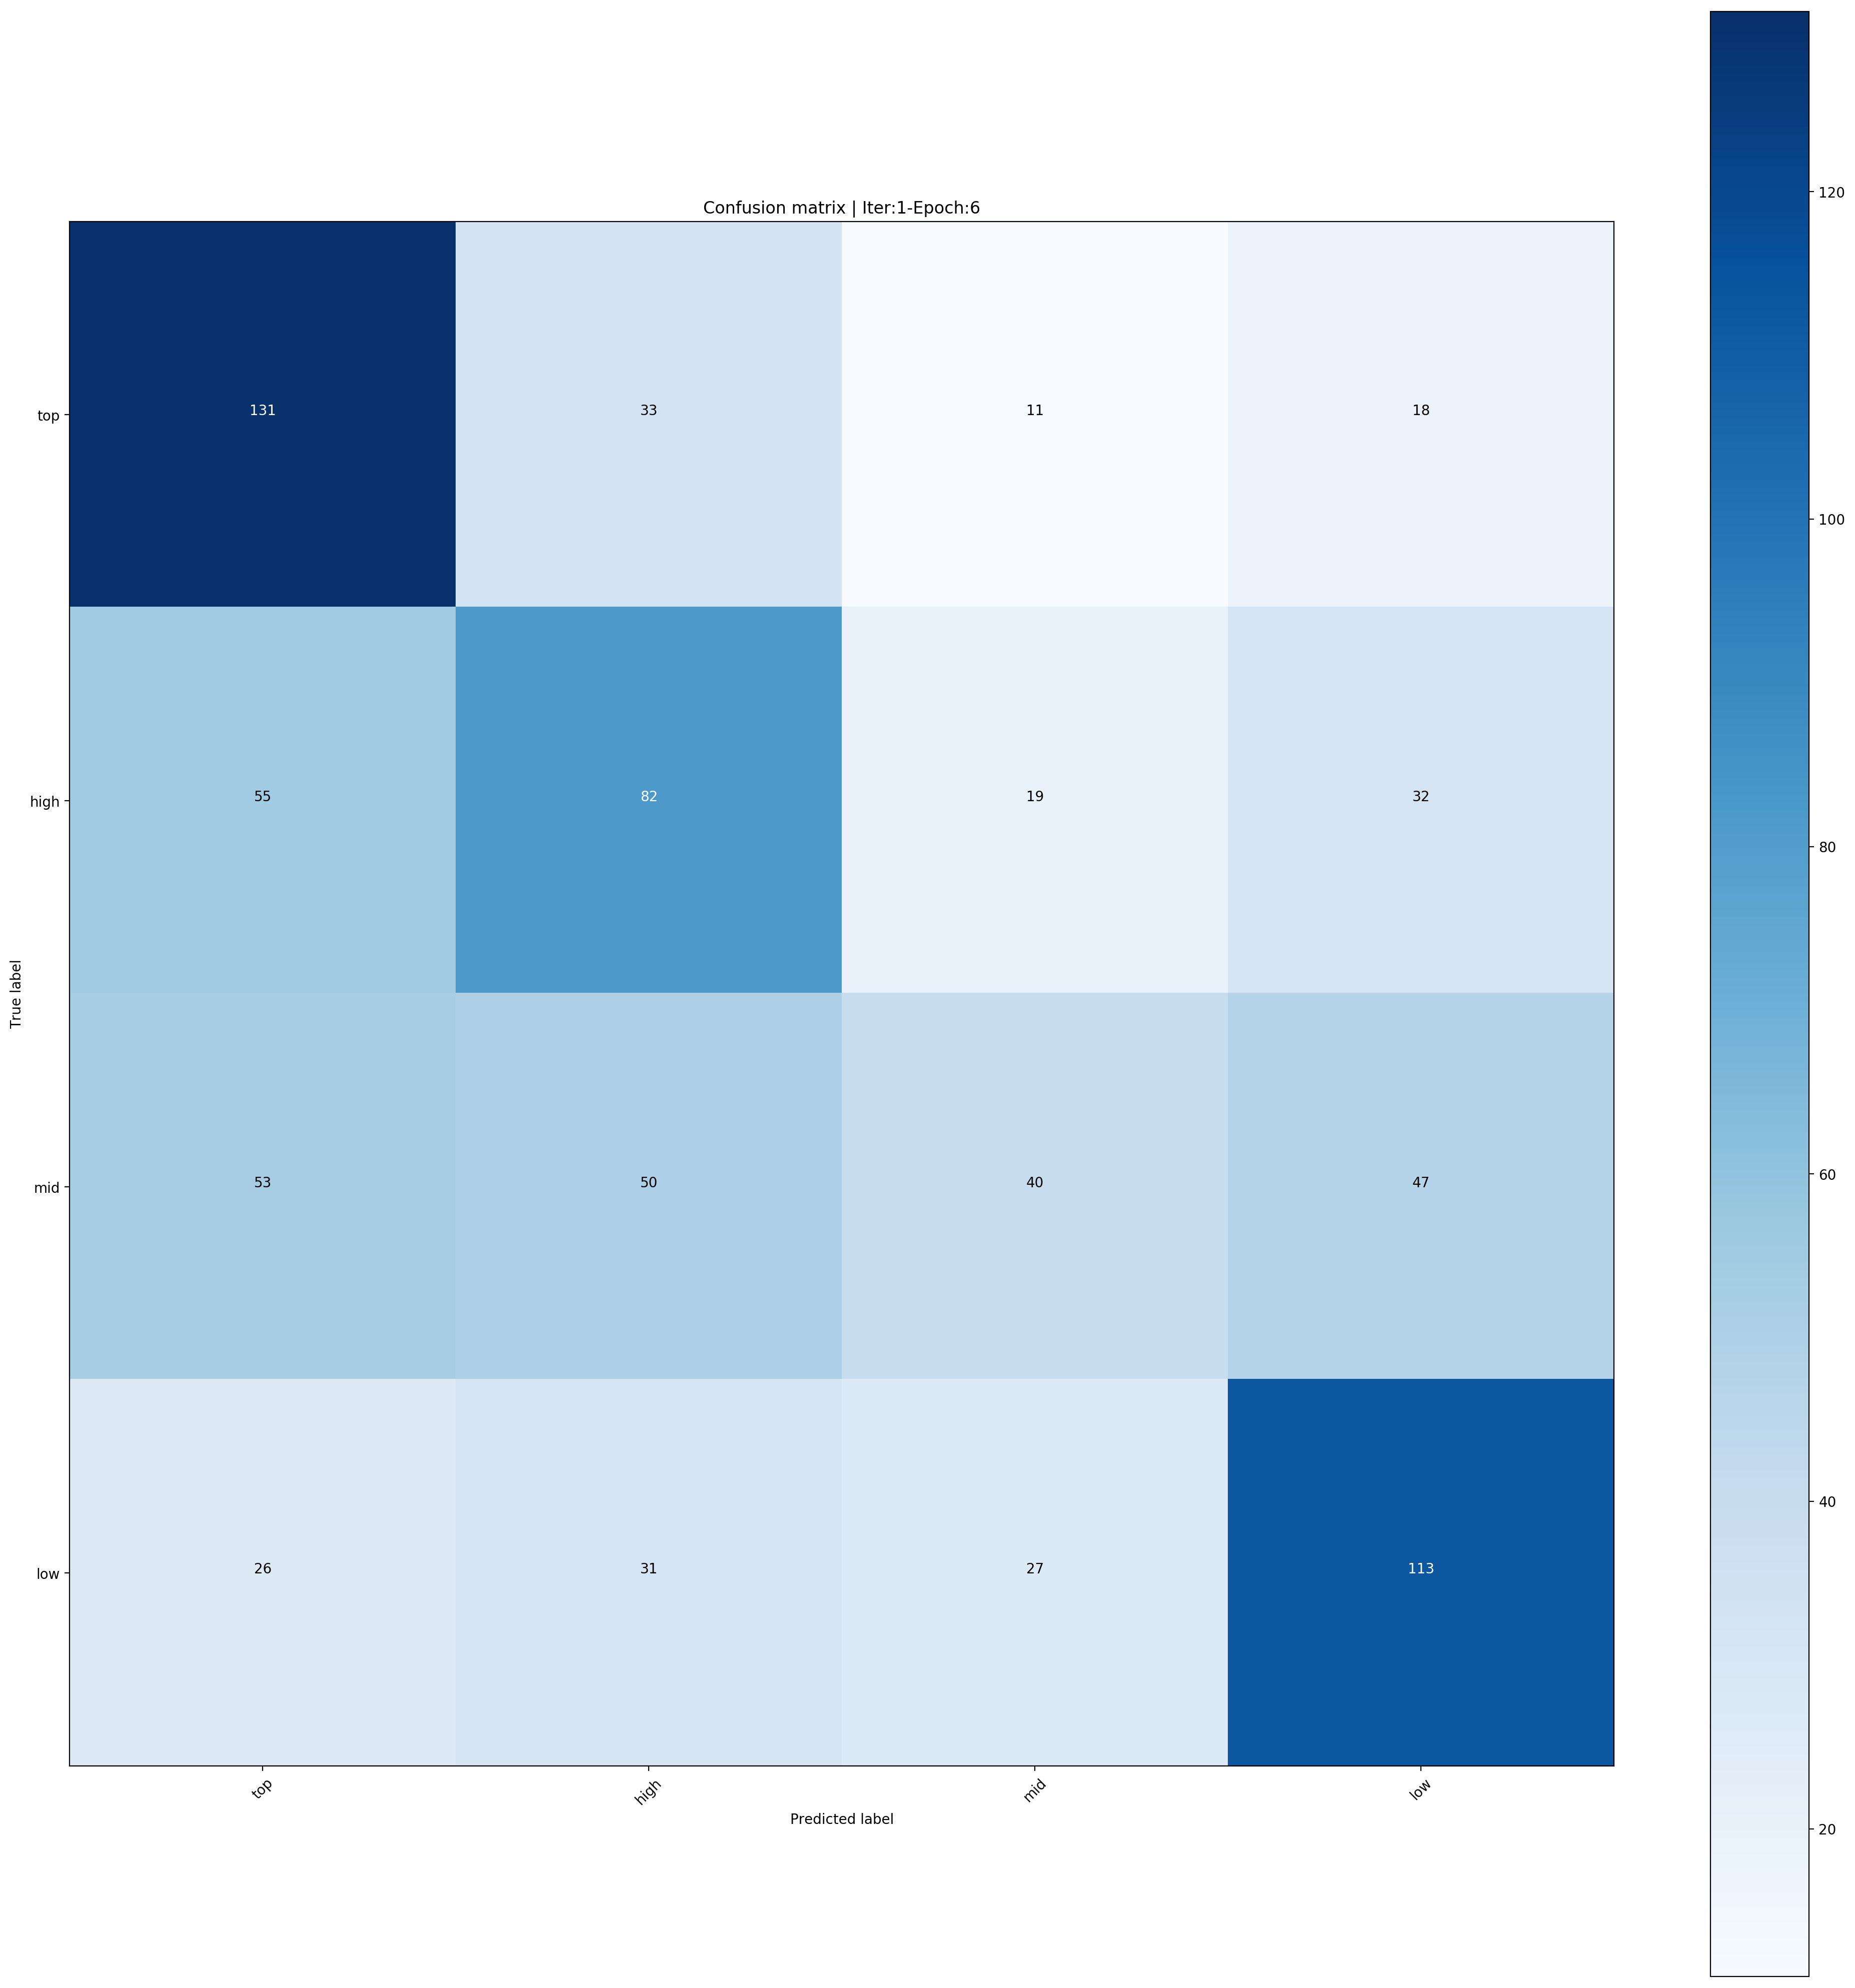 Confusion matrix | Iter:1-Epoch:6
True label
top 131 33 11 18
high 55 82 19 32
mid 53 50 40 47
low 26 31 27 113
top high mid low
Predicted label
120
100
80
60
40
20